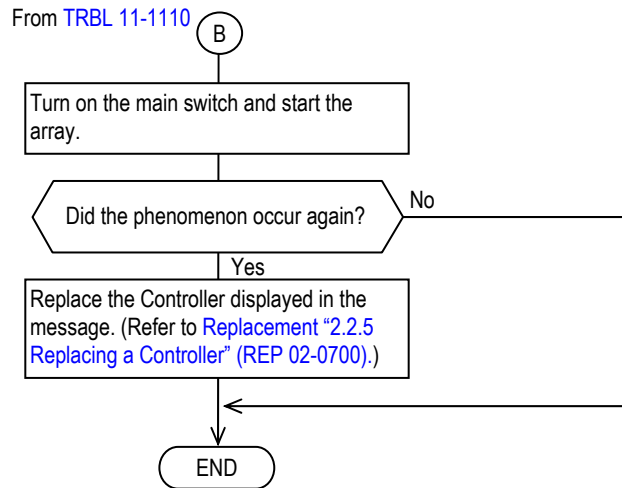 From TRBL 11-1110
B
Turn on the main switch and start the
array.
Did the phenomenon occur again?
No
Yes
Replace the Controller displayed in the
message. (Refer to Replacement “2.2.5
Replacing a Controller” (REP 02-0700).)
END